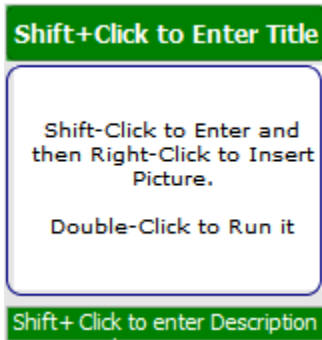 Shift+Click to Enter Title
Shift-Click to Enter and
then Right-Click to Insert
Picture.
Double-Click to Run it
Shift+ Click to enter Description